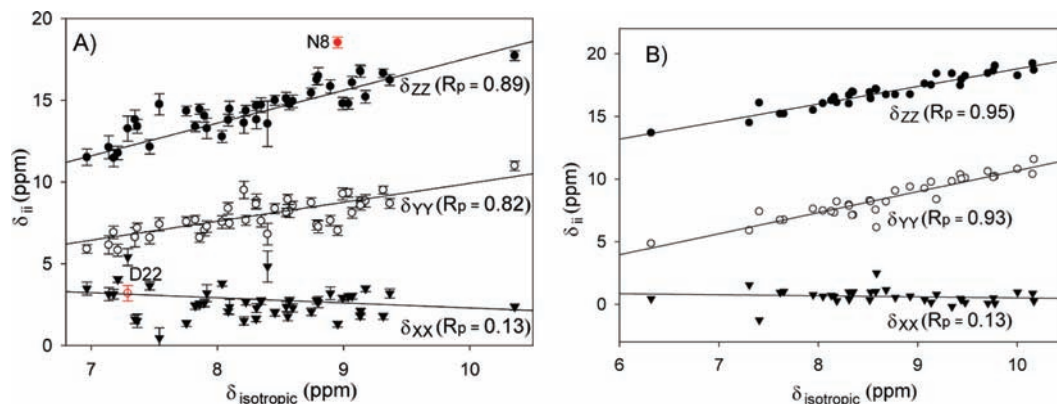 A)
20
15
10
5
0
δii (ppm)
N8
δZZ (Rp = 0.89)
δYY (Rp = 0.82)
D22
δXX (Rp = 0.13)
7 8 9 10
δisotropic (ppm)
B)
20
15
10
5
0
δii (ppm)
δZZ (Rp = 0.95)
δYY (Rp = 0.93)
δXX (Rp = 0.13)
6 7 8 9 10
δisotropic (ppm)